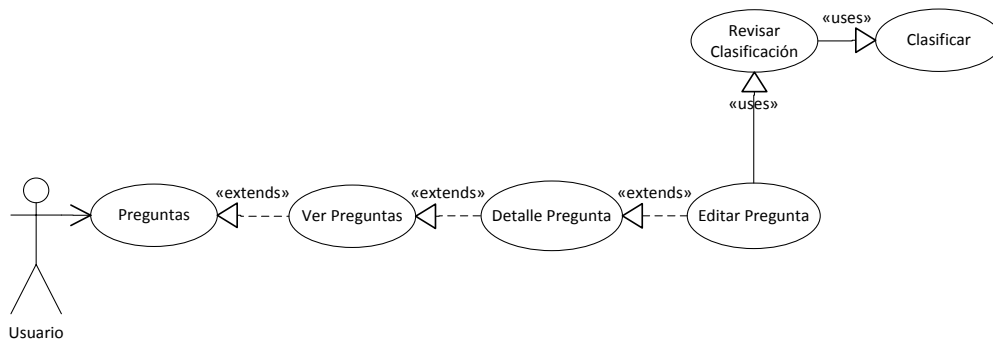 «uses»
Revisar
Clasificación
Clasificar
«uses»
«extends»
«extends»
«extends»
Preguntas
Ver Preguntas
Detalle Pregunta
Editar Pregunta
Usuario